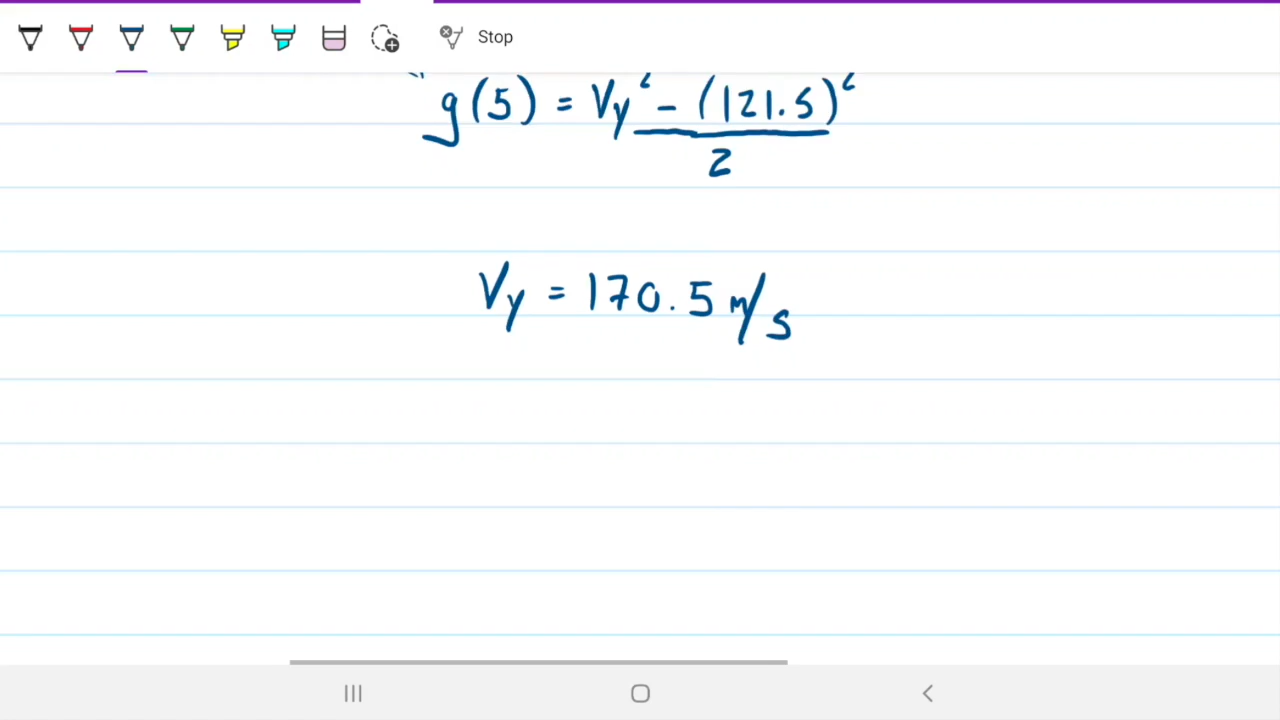 Stop
g(5) = Vy² - (121.5)²
2
Vy = 170.5 m/s